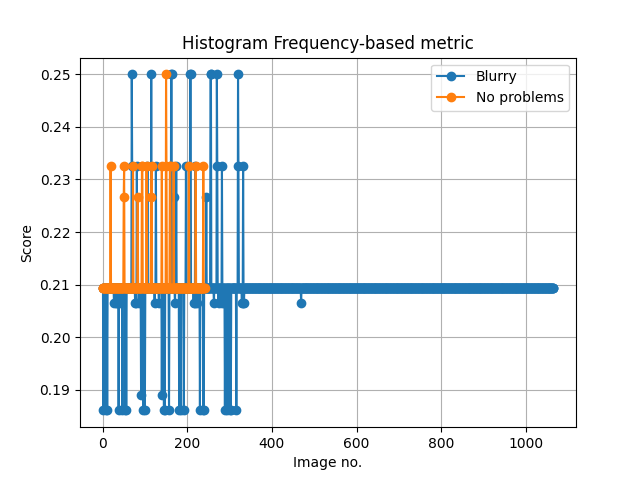 Histogram Frequency-based metric
Blurry
No problems
Score
0.25
0.24
0.23
0.22
0.21
0.20
0.19
0
200
400
600
800
1000
Image no.